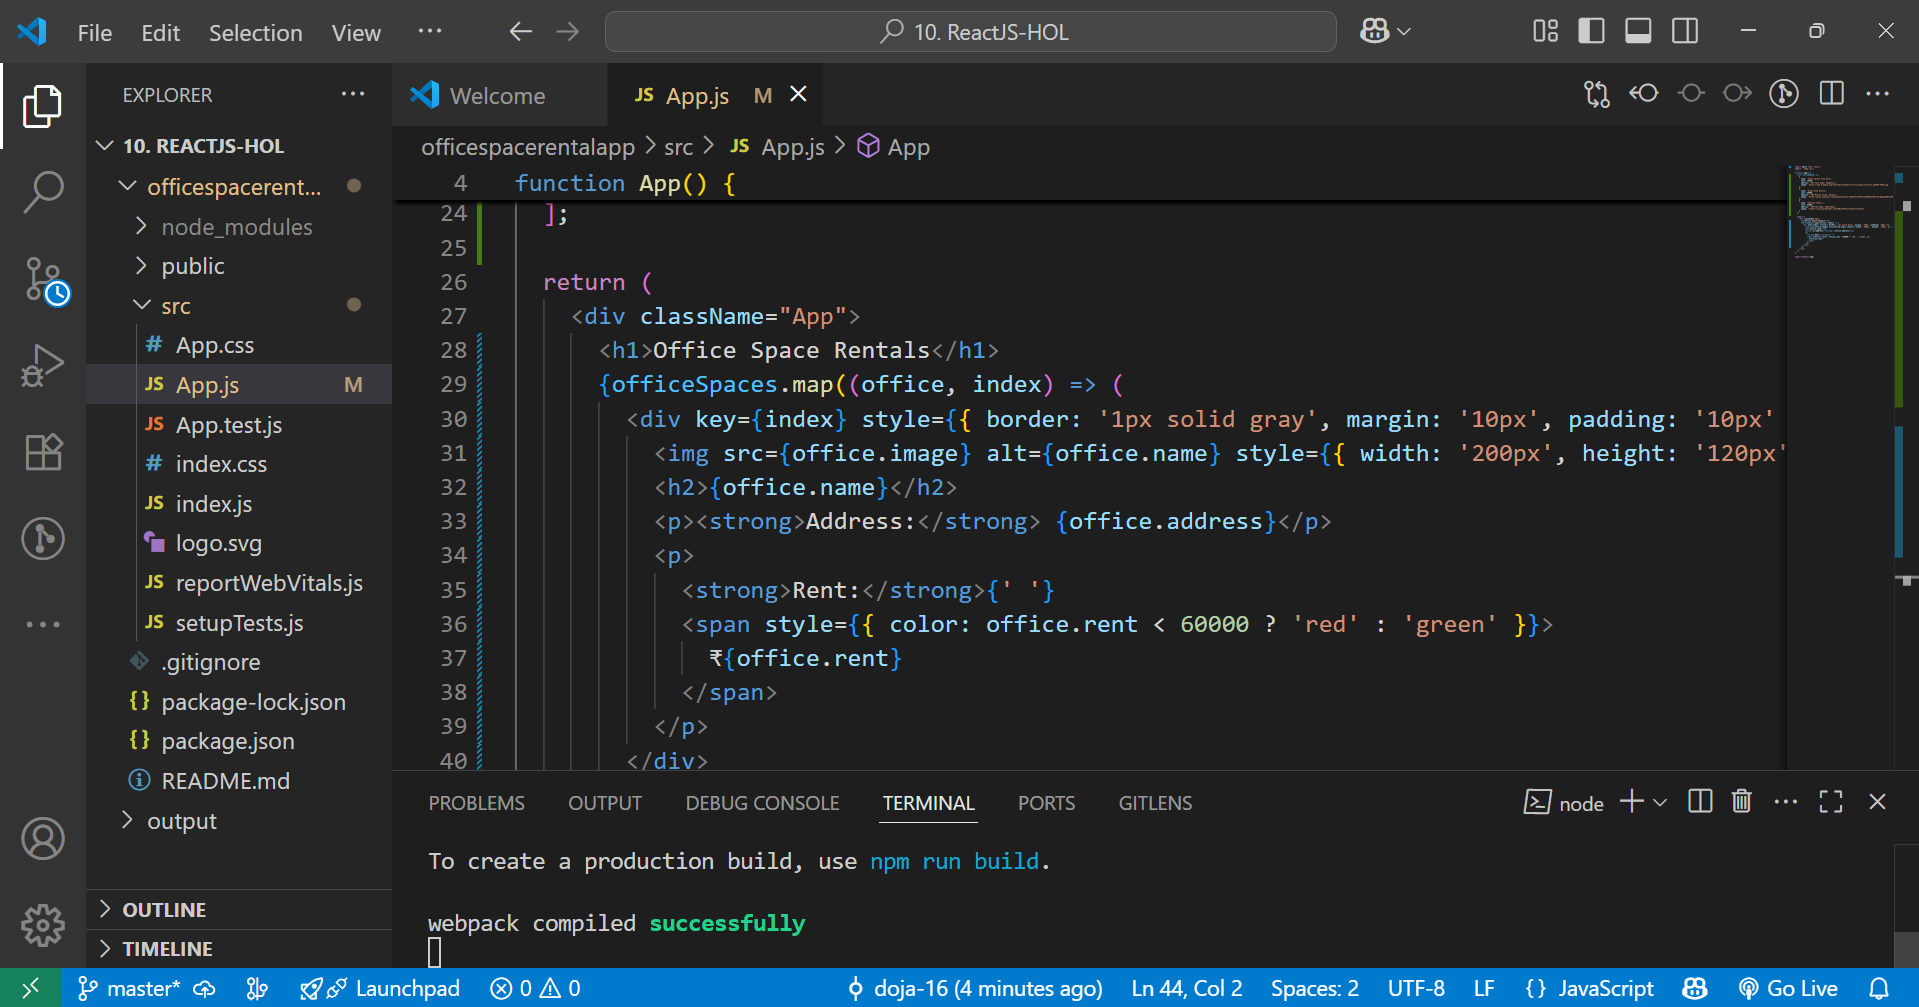 File Edit Selection View ··· 10. ReactJS-HOL
EXPLORER ···
10. REACTJS-HOL
officespacerent...
node_modules
public
src
# App.css
JS App.js M
JS App.test.js
# index.css
JS index.js
logo.svg
JS reportWebVitals.js
JS setupTests.js
.gitignore
{} package-lock.json
{} package.json
README.md
output
OUTLINE
TIMELINE
Welcome JS App.js M
officespacerentalapp > src > JS App.js > App
4 function App() {
24 ];
25
26 return (
27 <div className="App">
28 <h1>Office Space Rentals</h1>
29 {officeSpaces.map((office, index) => (
30 <div key={index} style={{ border: '1px solid gray', margin: '10px', padding: '10px'
31 <img src={office.image} alt={office.name} style={{ width: '200px', height: '120px'
32 <h2>{office.name}</h2>
33 <p><strong>Address:</strong> {office.address}</p>
34 <p>
35 <strong>Rent:</strong>{' '}
36 <span style={{ color: office.rent < 60000 ? 'red' : 'green' }}>
37 ₹{office.rent}
38 </span>
39 </p>
40 </div>
PROBLEMS OUTPUT DEBUG CONSOLE TERMINAL PORTS GITLENS node
To create a production build, use npm run build.
webpack compiled successfully
master* Launchpad 0 0 doja-16 (4 minutes ago) Ln 44, Col 2 Spaces: 2 UTF-8 LF {} JavaScript Go Live